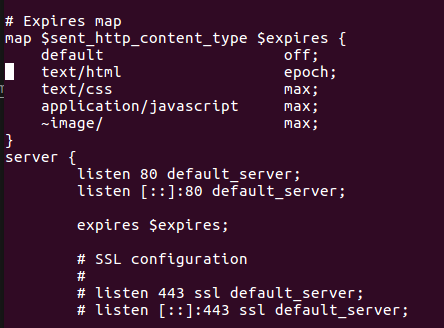 # Expires map
map $sent_http_content_type $expires {
    default                    off;
    text/html                  epoch;
    text/css                   max;
    application/javascript     max;
    ~image/                    max;
}
server {
        listen 80 default_server;
        listen [::]:80 default_server;

        expires $expires;

        # SSL configuration
        #
        # listen 443 ssl default_server;
        # listen [::]:443 ssl default_server;